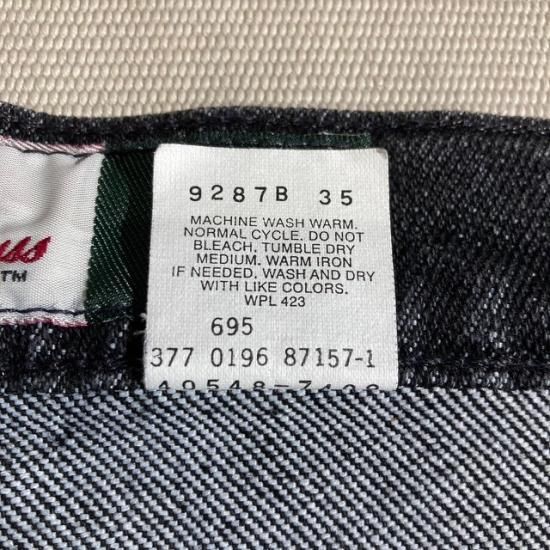 9287B 35
MACHINE WASH WARM.
NORMAL CYCLE. DO NOT
BLEACH. TUMBLE DRY
MEDIUM. WARM IRON
IF NEEDED. WASH AND DRY
WITH LIKE COLORS.
WPL 423
695
377 0196 87157-1
TM